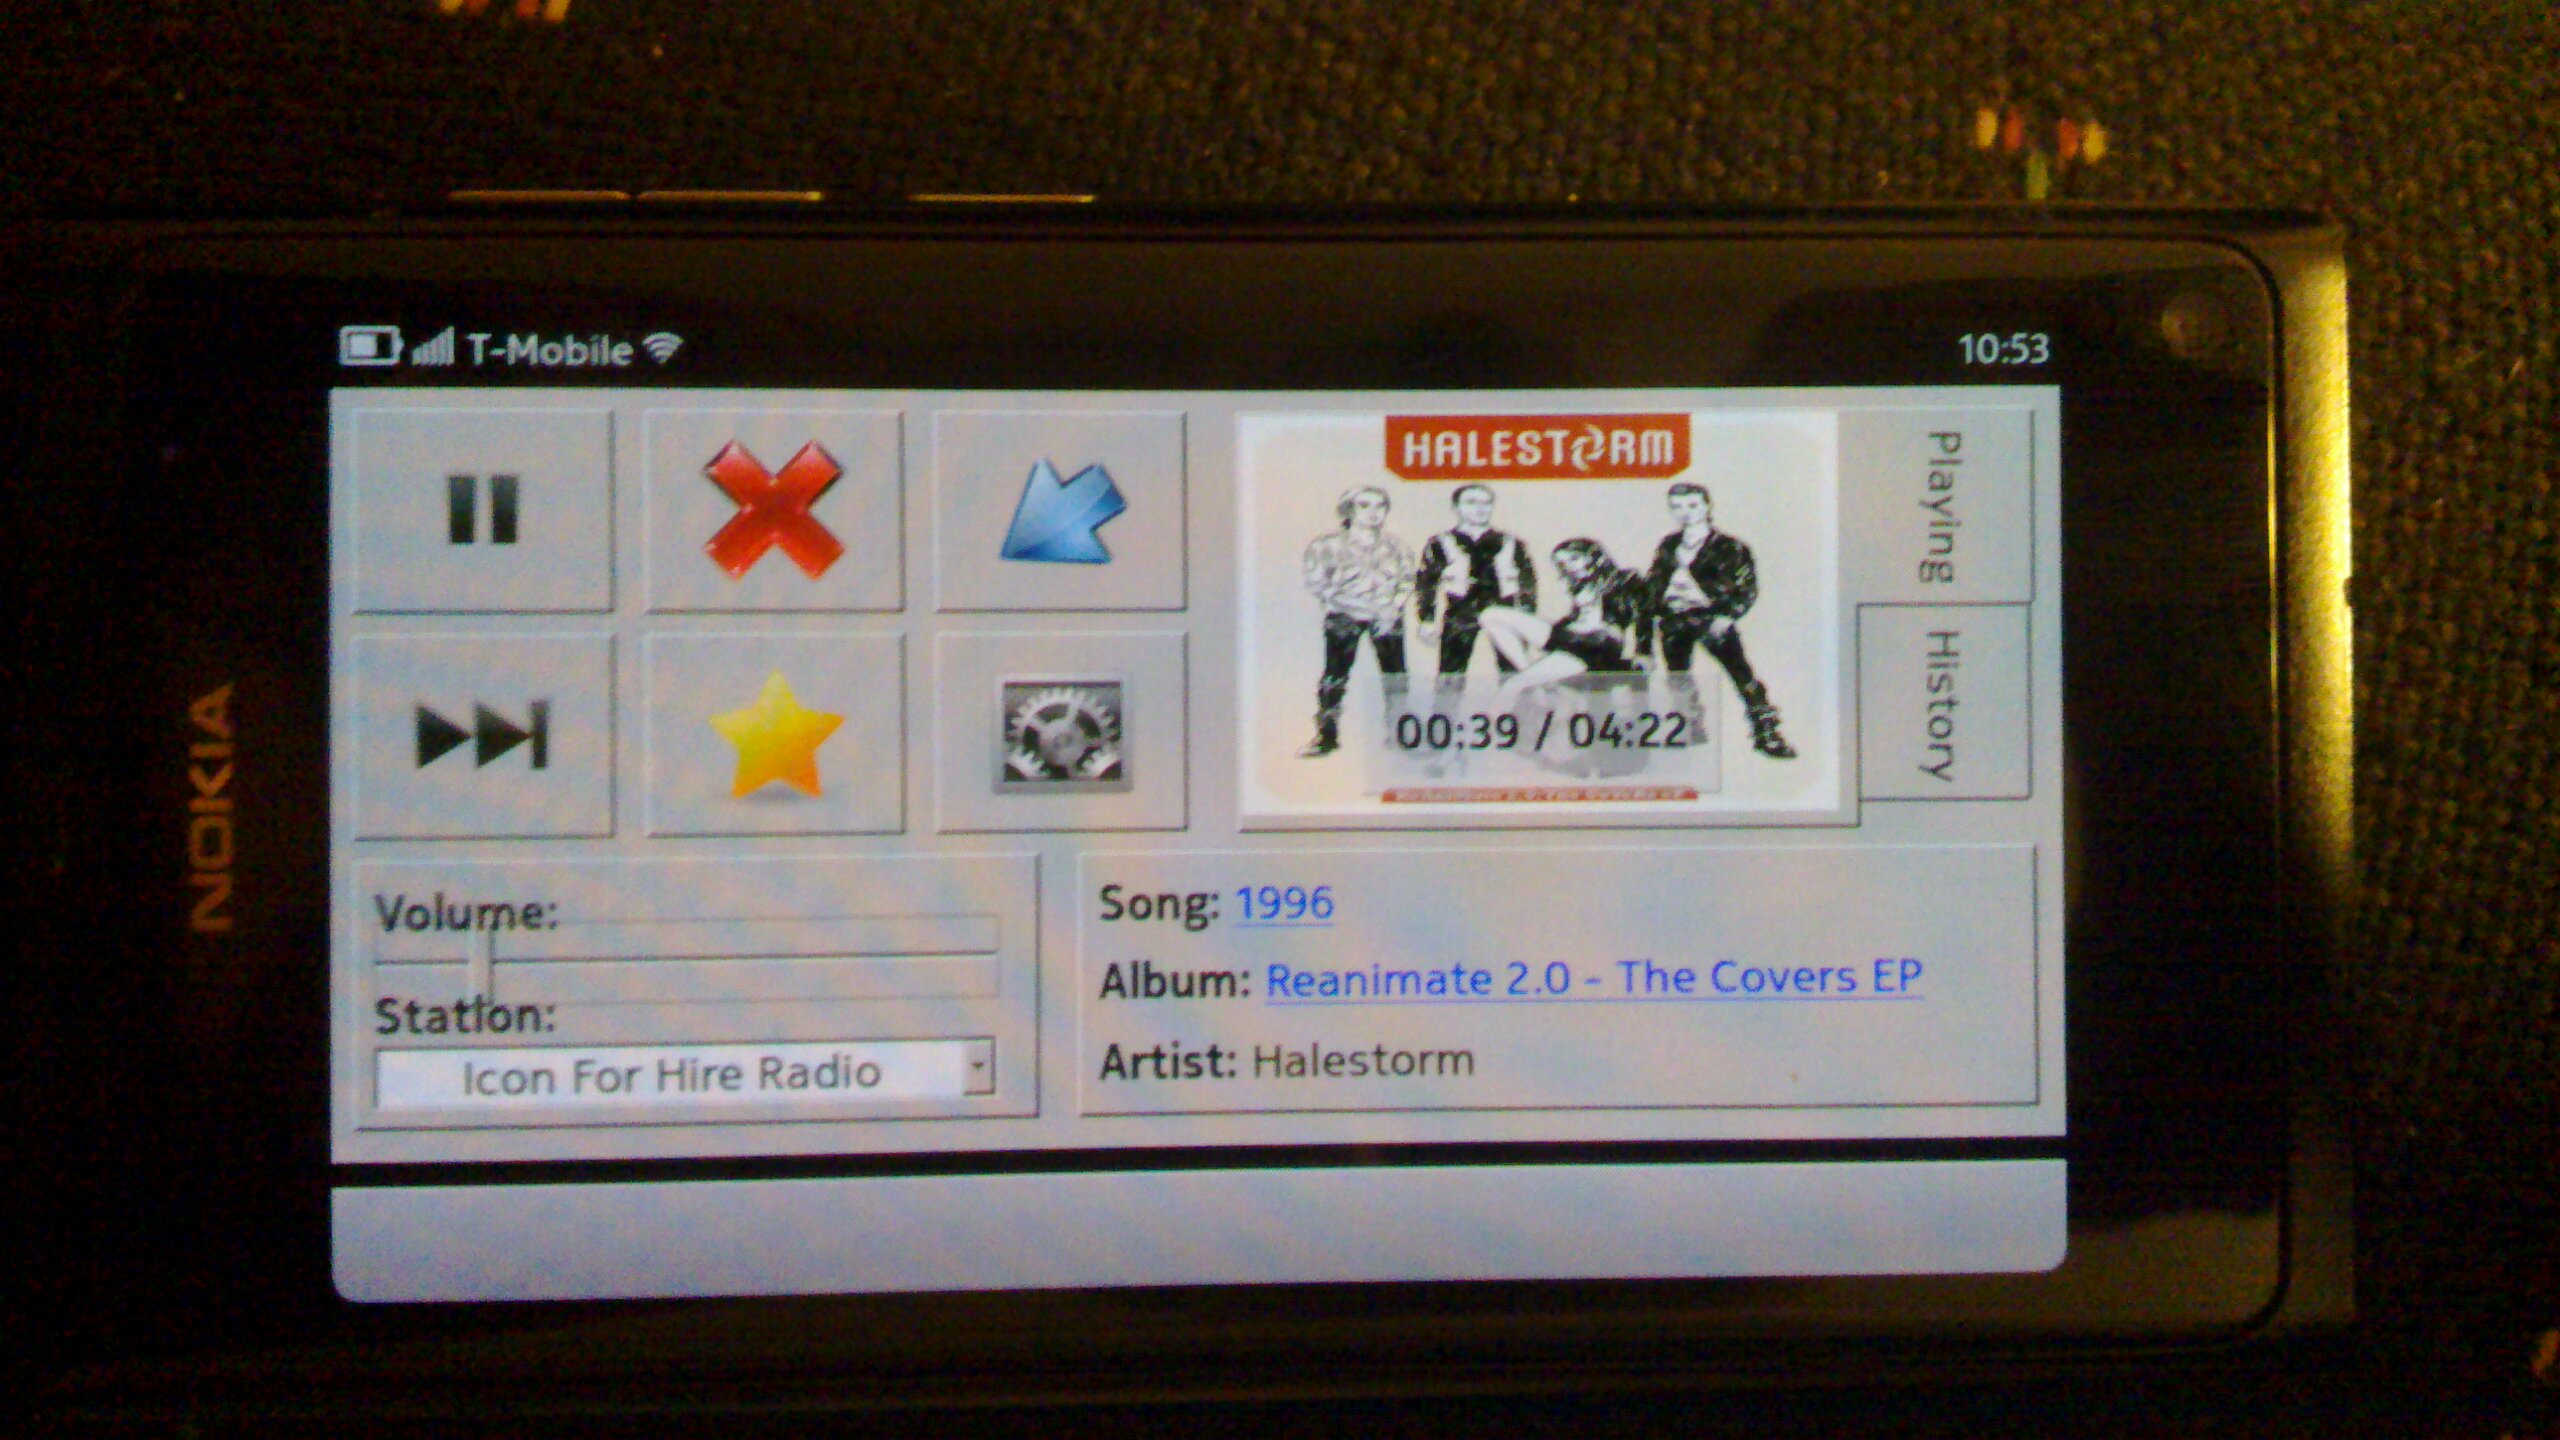 T-Mobile
10:53
HALESTORM
00:39 / 04:22
Playing
History
NOKIA
Volume:
Station:
Icon For Hire Radio
Song: 1996
Album: Reanimate 2.0 - The Covers EP
Artist: Halestorm